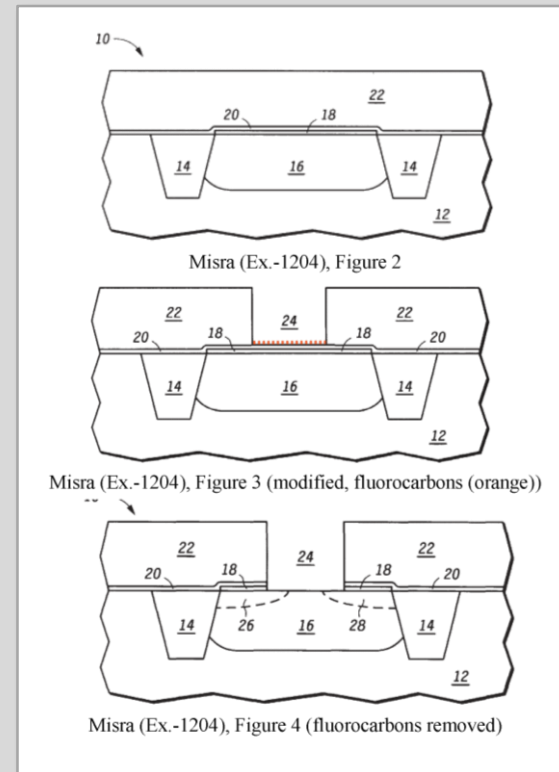 10
22
20 18
14 16 14
12
Misra (Ex.-1204), Figure 2
22 24 22
20 18 18 20
14 16 14
12
Misra (Ex.-1204), Figure 3 (modified, fluorocarbons (orange))
22 24 22
20 18 18 20
14 26 16 28 14
12
Misra (Ex.-1204), Figure 4 (fluorocarbons removed)